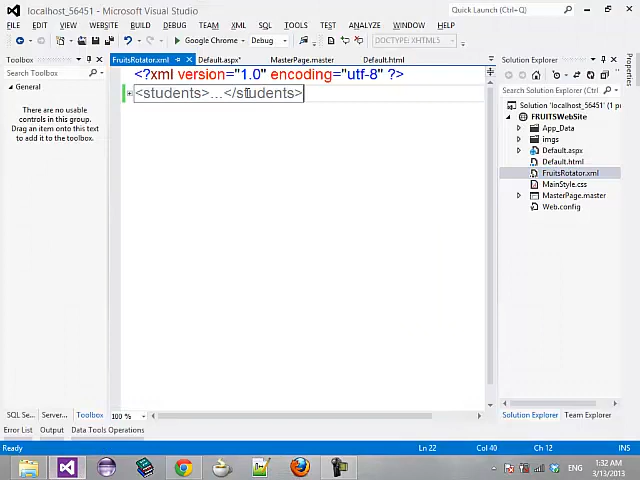 localhost_56451 - Microsoft Visual Studio
Quick Launch (Ctrl+Q)
FILE EDIT VIEW WEBSITE BUILD DEBUG TEAM XML SQL TOOLS ARCHITECTURE TEST ANALYZE WINDOW HELP
Google Chrome Debug DOCTYPE: XHTML5
Toolbox
Search Toolbox
General
There are no usable
controls in this group.
Drag an item onto this text
to add it to the toolbox.
FruitsRotator.xml Default.aspx* MasterPage.master Default.html
<?xml version="1.0" encoding="utf-8" ?>
<students>...</students>
Solution Explorer
Search Solution Explorer (Ctrl+;)
Solution 'localhost_56451' (1 pro
FRUITSWebSite
App_Data
imgs
Default.aspx
Default.html
FruitsRotator.xml
MainStyle.css
MasterPage.master
Web.config
Properties
100 %
SQL Se... Server... Toolbox
Solution Explorer Team Explorer
Error List Output Data Tools Operations
Ready Ln 22 Col 40 Ch 12
ENG
1:32 AM
3/13/2013